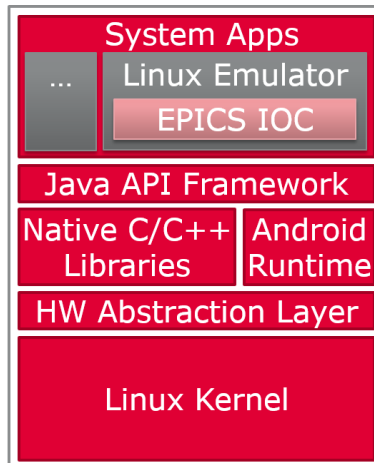 System Apps
...
Linux Emulator
EPICS IOC
Java API Framework
Native C/C++
Libraries
Android
Runtime
HW Abstraction Layer
Linux Kernel